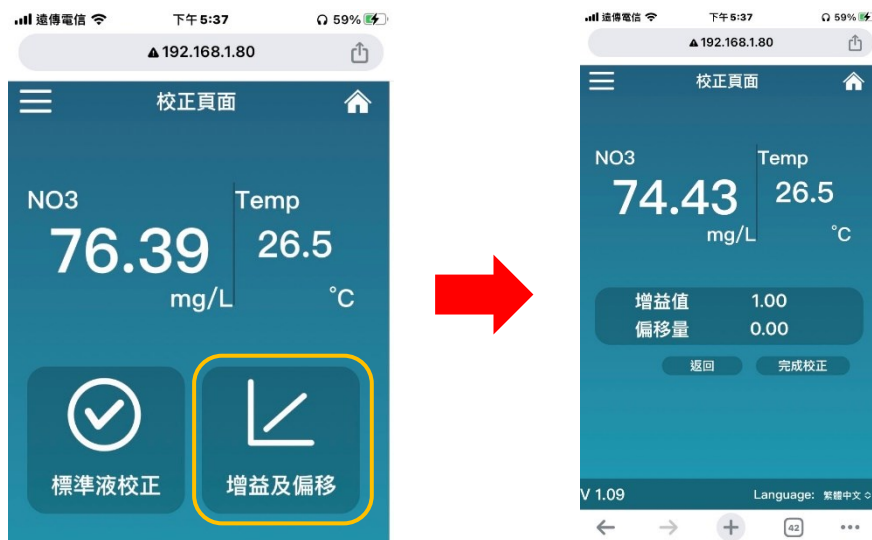 遠傳電信 下午5:37 59%
192.168.1.80
校正頁面
NO3 Temp
76.39 26.5
mg/L °C
標準液校正 增益及偏移
遠傳電信 下午5:37 59%
192.168.1.80
校正頁面
NO3 Temp
74.43 26.5
mg/L °C
增益值 1.00
偏移量 0.00
返回 完成校正
V 1.09 Language: 繁體中文
42